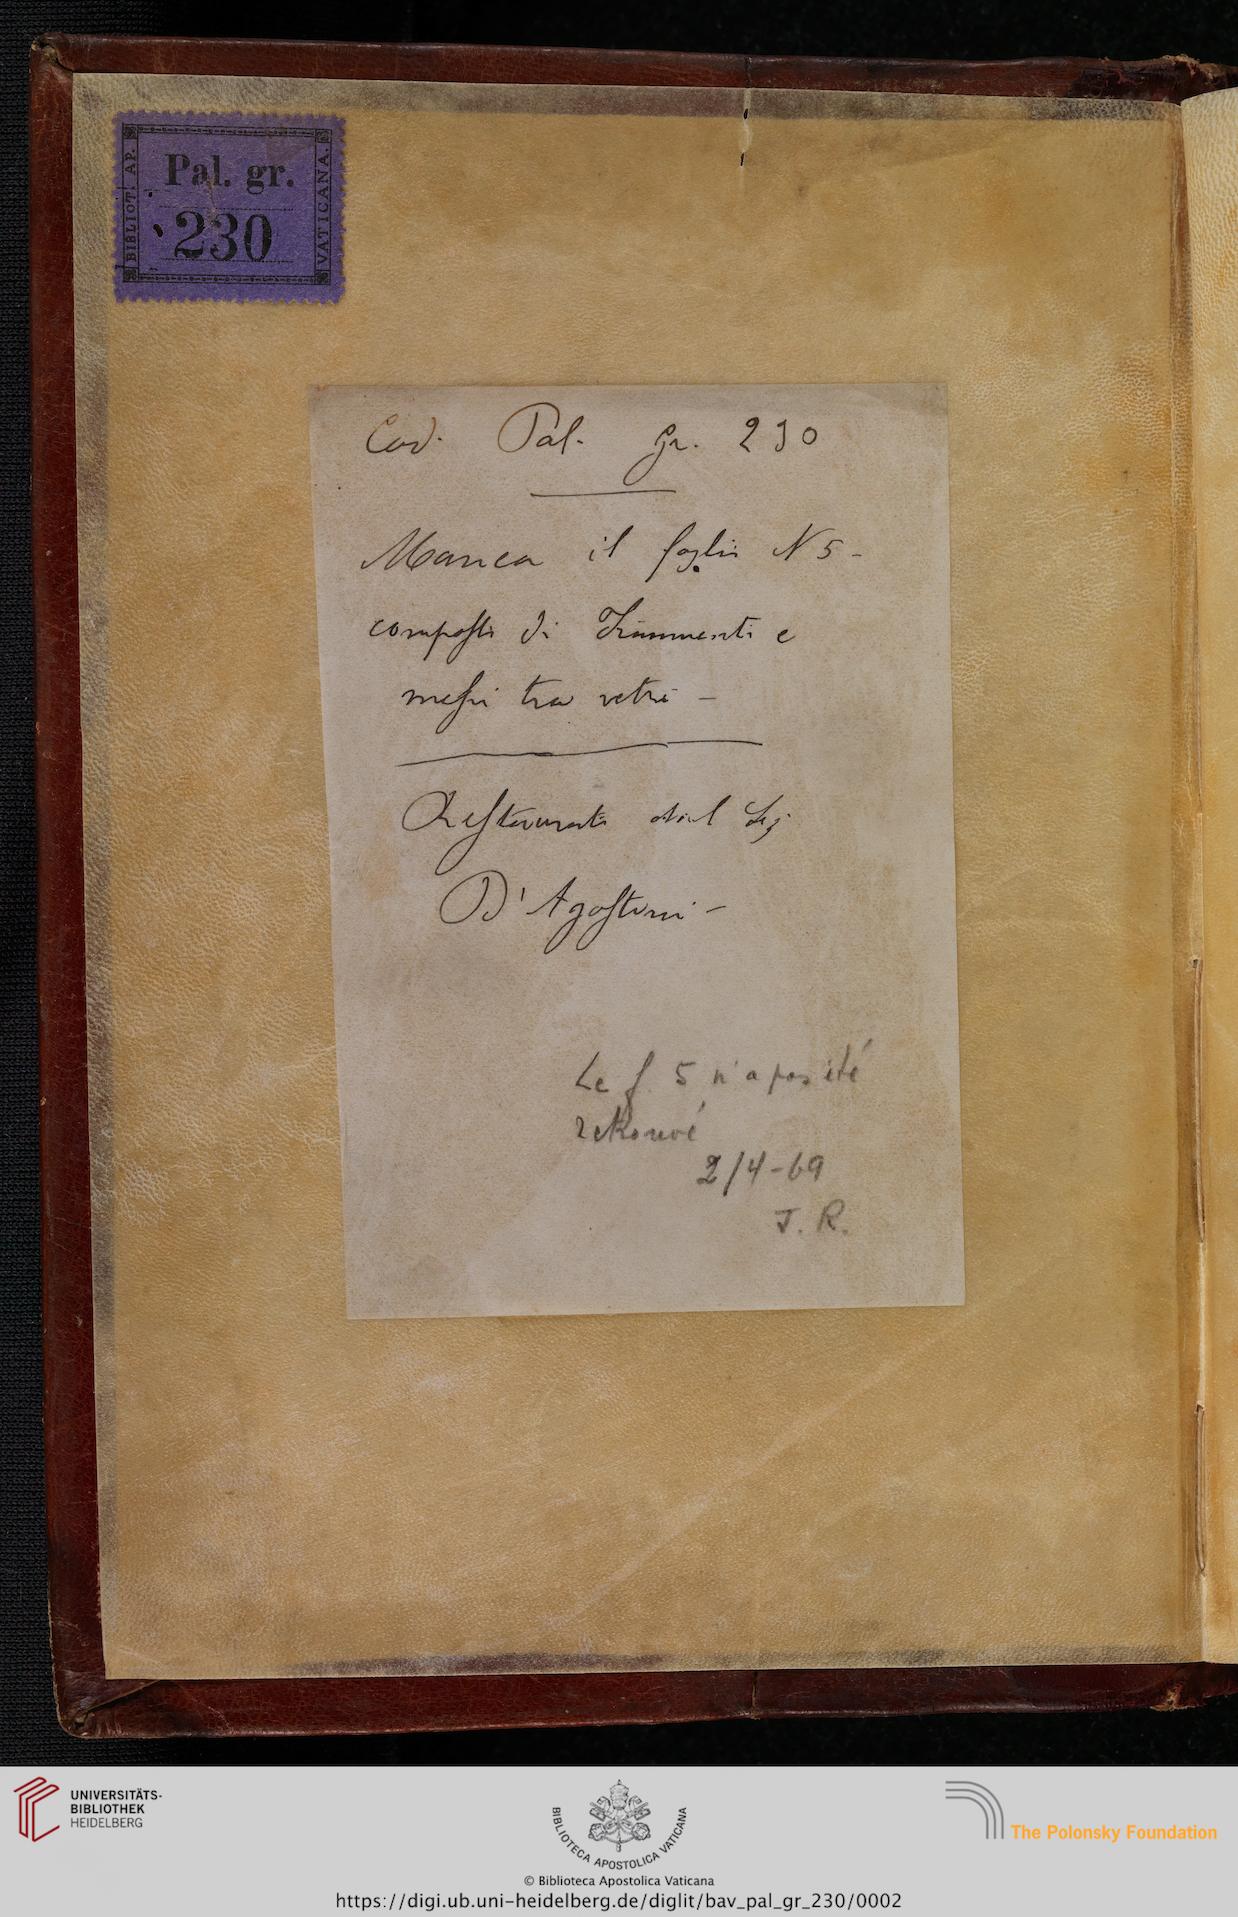 BIBLIOT. AP.
VATICANA.
Pal. gr.
230
Cod. Pal. gr. 230
Manca il foglio N 5 -
composto di frammenti e
messi tra vetri -
Restaurato dal Sig
D'Agostini -
Le f. 5 n'a pas été
retrouvé
2/4-69
J. R.
UNIVERSITÄTS-
BIBLIOTHEK
HEIDELBERG
BIBLIOTECA APOSTOLICA VATICANA
The Polonsky Foundation
© Biblioteca Apostolica Vaticana
https://digi.ub.uni-heidelberg.de/diglit/bav_pal_gr_230/0002